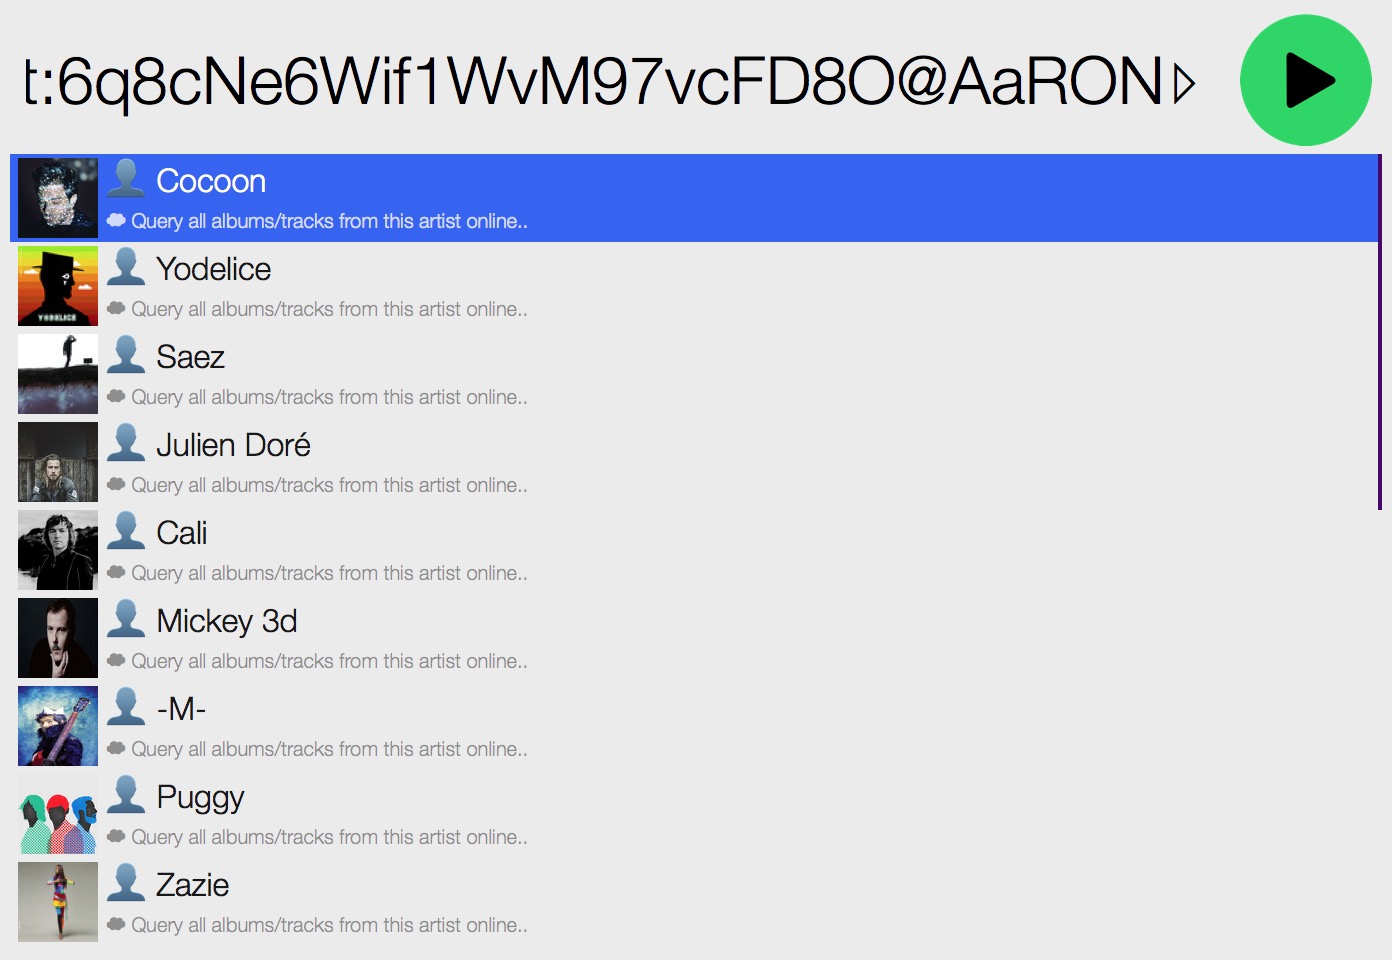 t:6q8cNe6Wif1WvM97vcFD8O@AaRON▹
Cocoon
Query all albums/tracks from this artist online..
Yodelice
Query all albums/tracks from this artist online..
YODELICE
Saez
Query all albums/tracks from this artist online..
Julien Doré
Query all albums/tracks from this artist online..
Cali
Query all albums/tracks from this artist online..
Mickey 3d
Query all albums/tracks from this artist online..
-M-
Query all albums/tracks from this artist online..
Puggy
Query all albums/tracks from this artist online..
Zazie
Query all albums/tracks from this artist online..